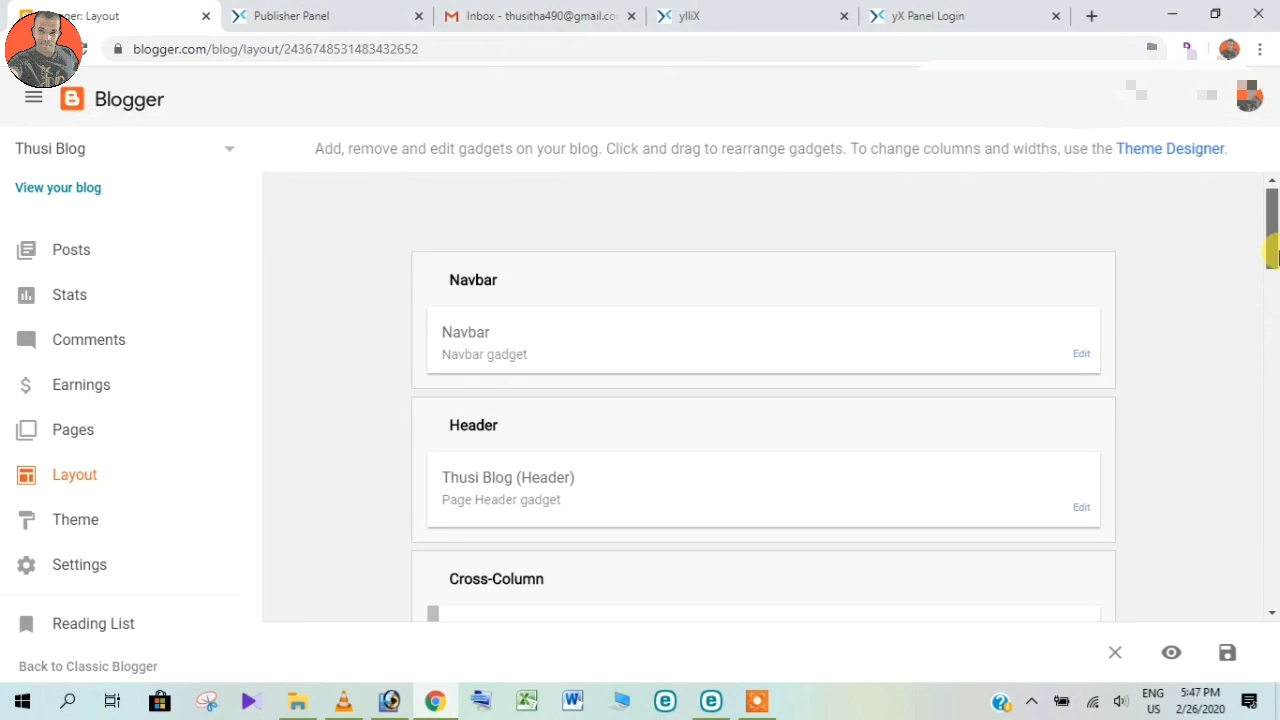 ger: Layout
Publisher Panel
Inbox - thusitha490@gmail.co
ylliX
yX Panel Login
blogger.com/blog/layout/2436748531483432652
Blogger
Thusi Blog
Add, remove and edit gadgets on your blog. Click and drag to rearrange gadgets. To change columns and widths, use the Theme Designer.
View your blog
Posts
Stats
Comments
Earnings
Pages
Layout
Theme
Settings
Reading List
Back to Classic Blogger
Navbar
Navbar
Navbar gadget
Edit
Header
Thusi Blog (Header)
Page Header gadget
Edit
Cross-Column
ENG
US
5:47 PM
2/26/2020